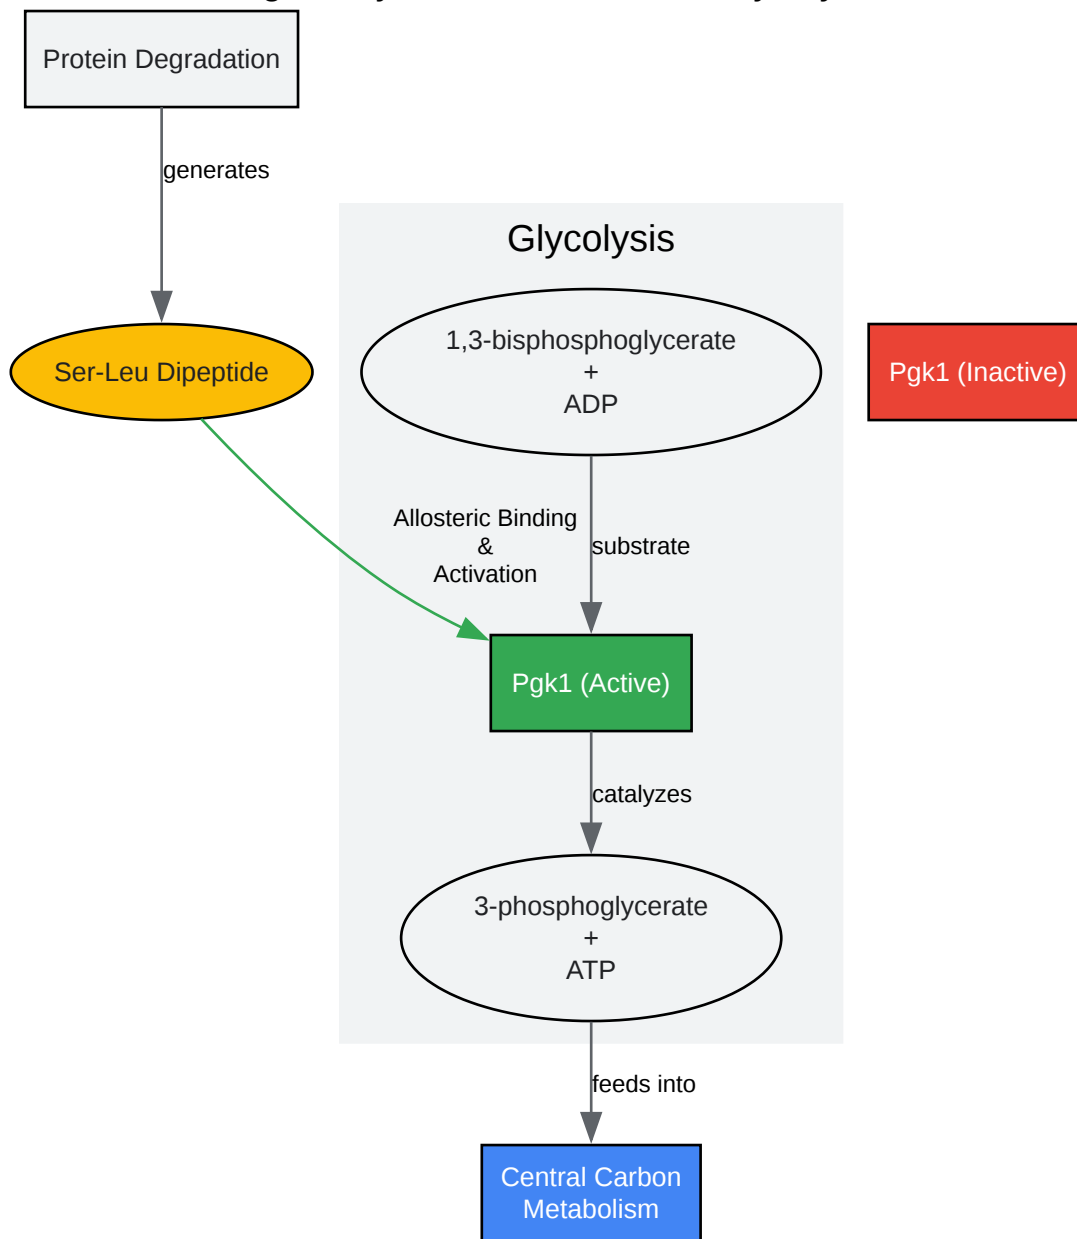 Protein Degradation
generates
Glycolysis
Ser-Leu Dipeptide
1,3-bisphosphoglycerate
+
ADP
Pgk1 (Inactive)
Allosteric Binding
&
Activation
substrate
Pgk1 (Active)
catalyzes
3-phosphoglycerate
+
ATP
feeds into
Central Carbon
Metabolism